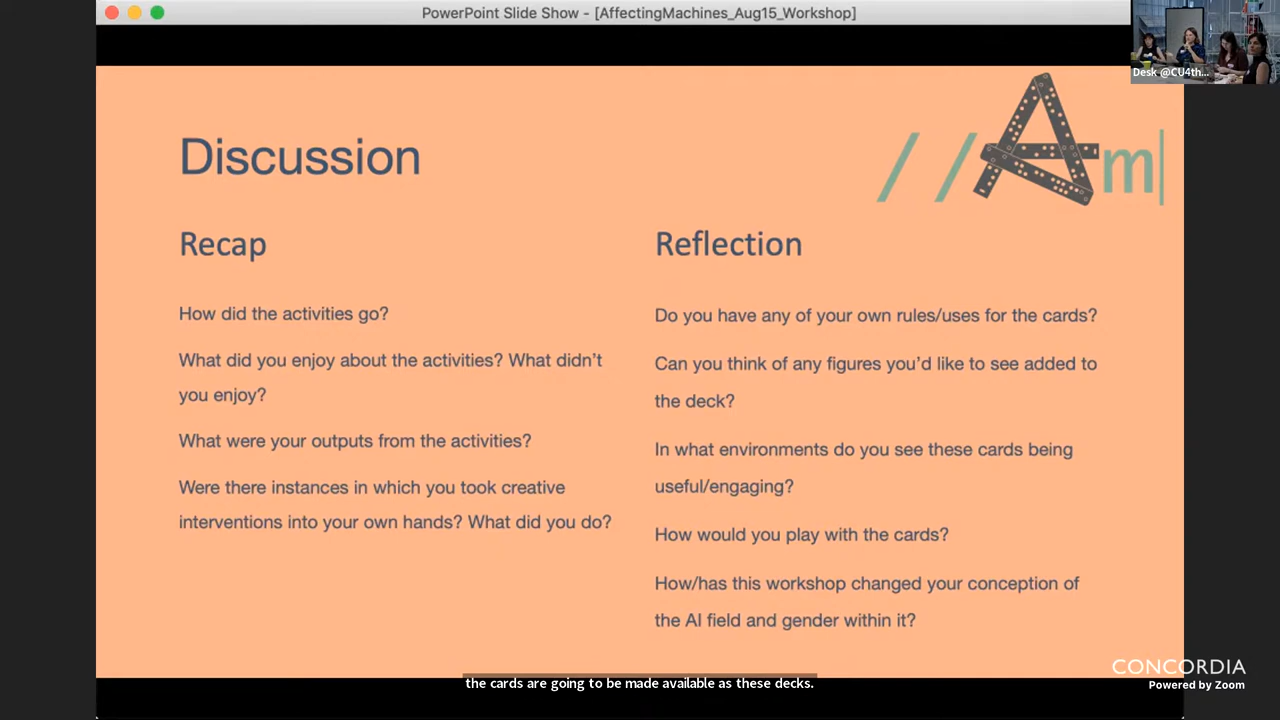 PowerPoint Slide Show - [AffectingMachines_Aug15_Workshop]
Desk @CU4th...
//Am|
Discussion
Recap
How did the activities go?
What did you enjoy about the activities? What didn’t
you enjoy?
What were your outputs from the activities?
Were there instances in which you took creative
interventions into your own hands? What did you do?
Reflection
Do you have any of your own rules/uses for the cards?
Can you think of any figures you’d like to see added to
the deck?
In what environments do you see these cards being
useful/engaging?
How would you play with the cards?
How/has this workshop changed your conception of
the AI field and gender within it?
CONCORDIA
Powered by Zoom
the cards are going to be made available as these decks.